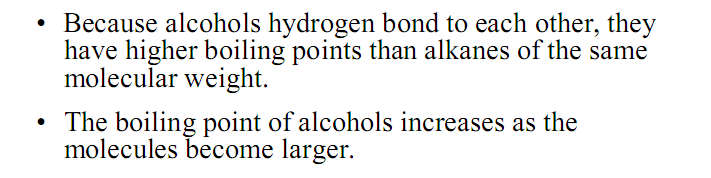 • Because alcohols hydrogen bond to each other, they
have higher boiling points than alkanes of the same
molecular weight.
• The boiling point of alcohols increases as the
molecules become larger.